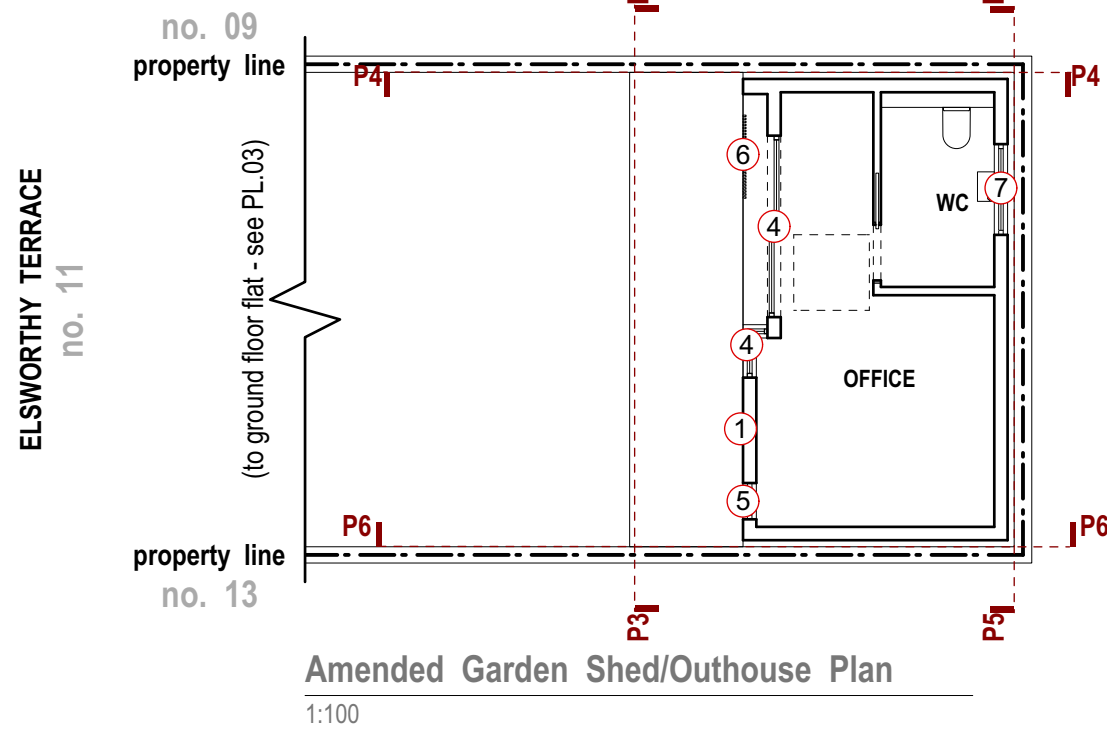 no. 09
property line
P4
P4
6
7
WC
4
ELSWORTHY TERRACE
no. 11
(to ground floor flat - see PL.03)
4
OFFICE
1
5
P6
P6
property line
no. 13
P3
P5
Amended Garden Shed/Outhouse Plan
1:100